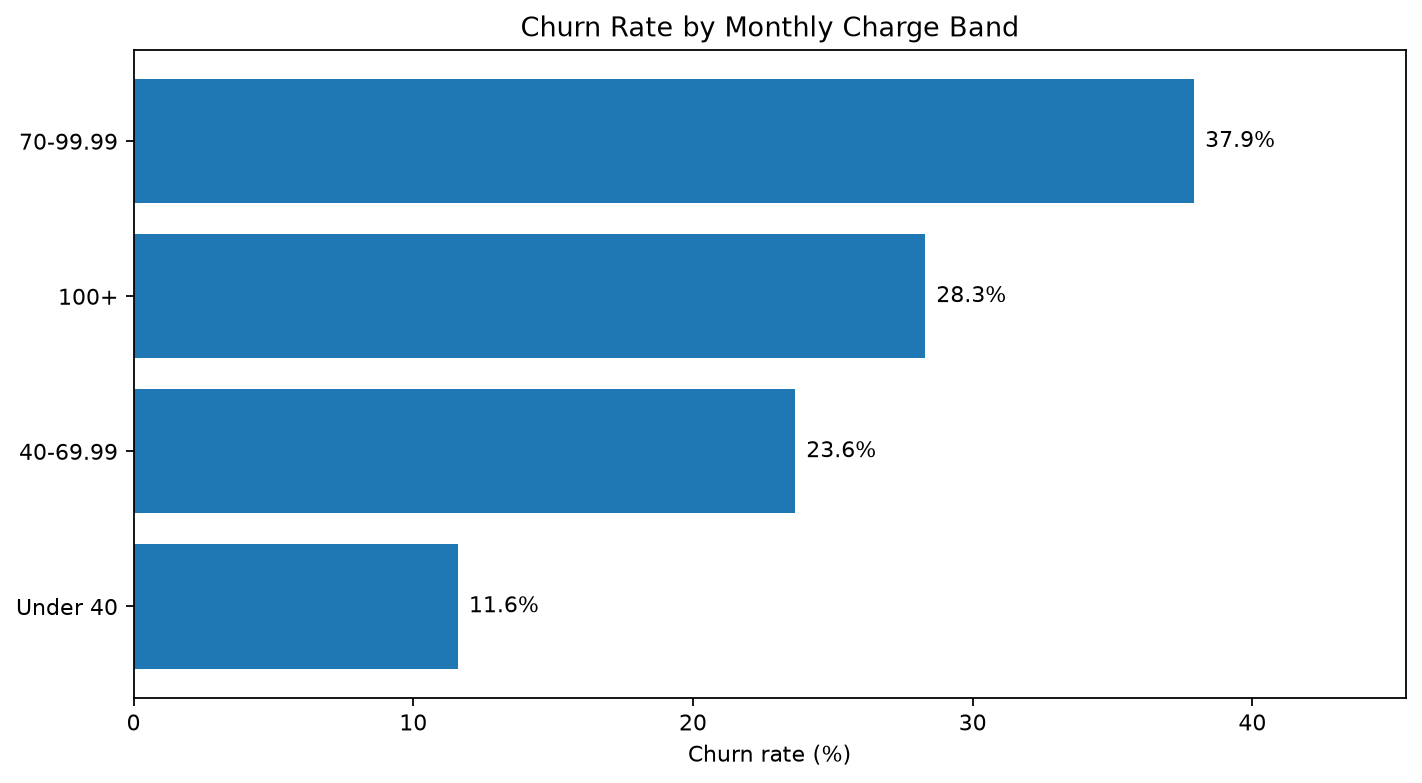 Churn Rate by Monthly Charge Band
70-99.99
37.9%
100+
28.3%
40-69.99
23.6%
Under 40
11.6%
0 10 20 30 40
Churn rate (%)